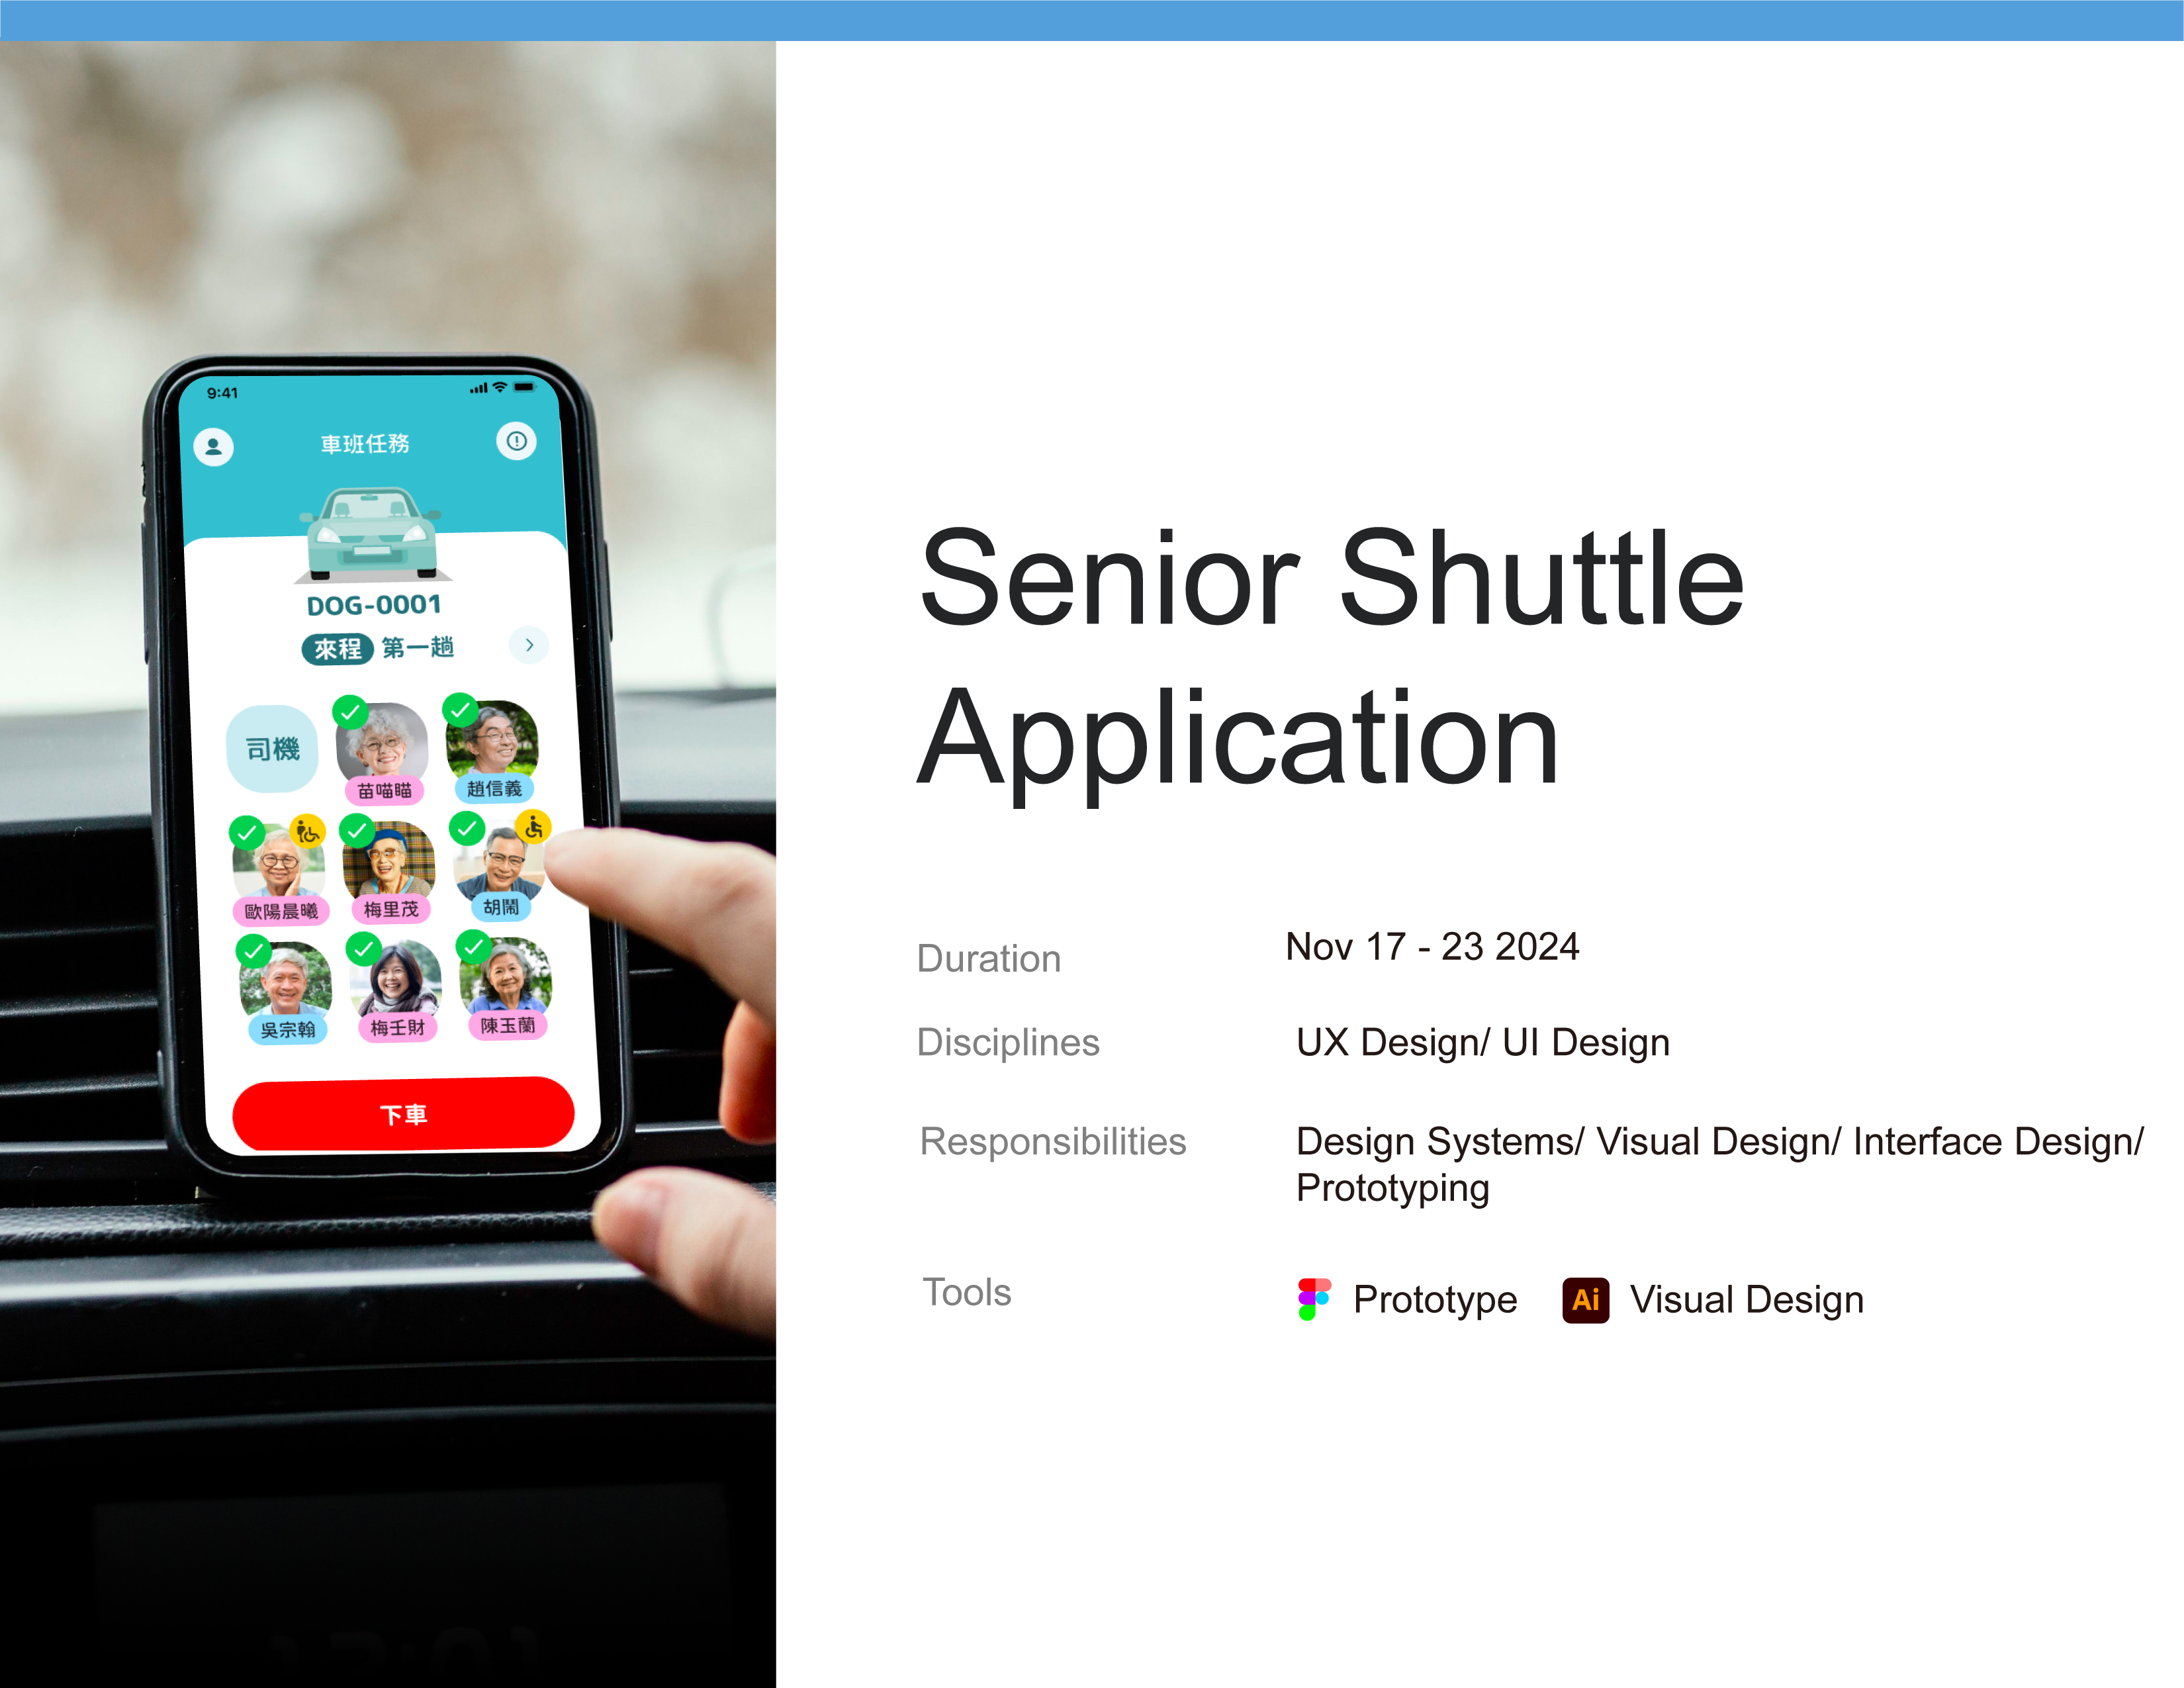 9:41
車班任務
DOG-0001
來程 第一趟
司機
苗喵瞄 趙信義
歐陽晨曦 梅里茂 胡鬧
吳宗翰 梅壬財 陳玉蘭
下車
Senior Shuttle
Application
Duration Nov 17 - 23 2024
Disciplines UX Design/ UI Design
Responsibilities Design Systems/ Visual Design/ Interface Design/
Prototyping
Tools Prototype Ai Visual Design